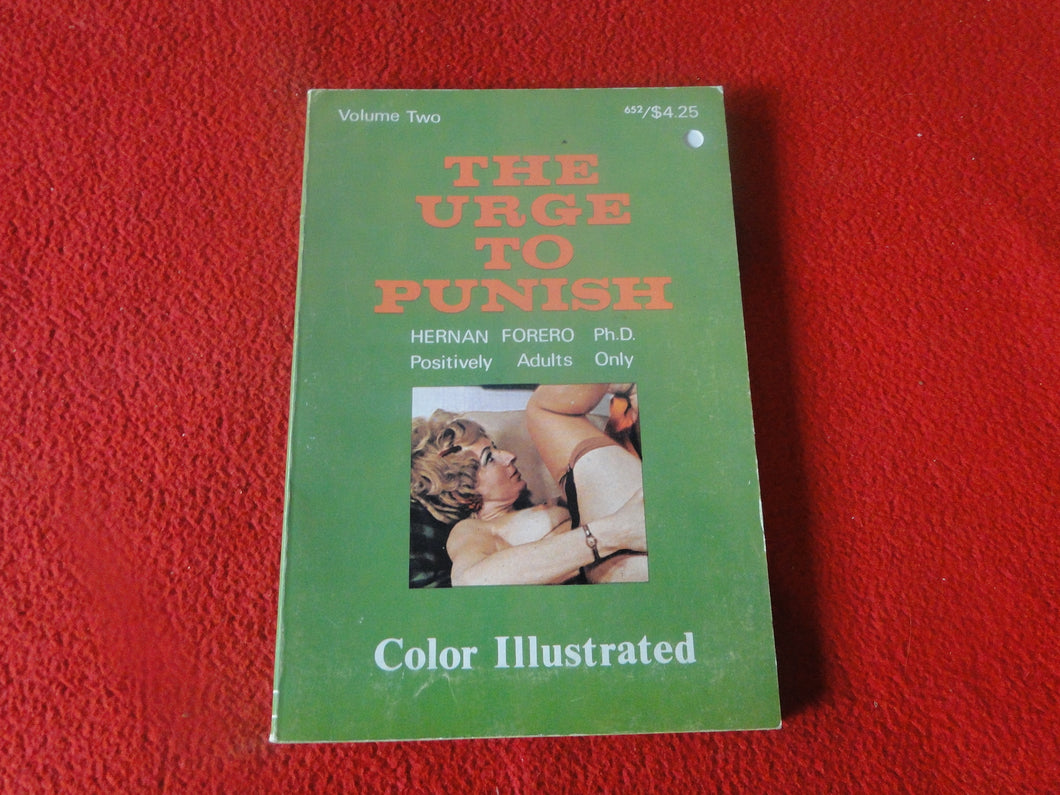 Volume Two
652/$4.25
THE
URGE
TO
PUNISH
HERNAN FORERO Ph.D.
Positively Adults Only
Color Illustrated